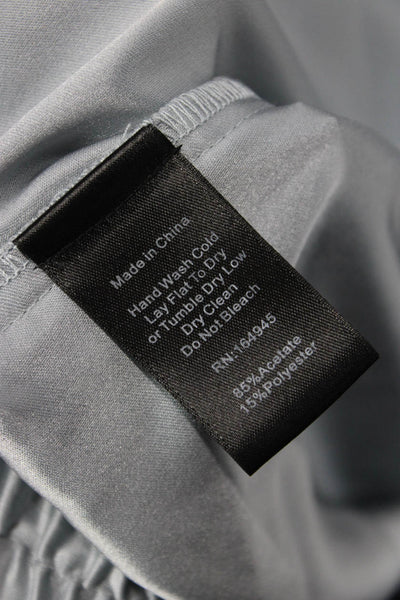 Made in China
Hand Wash Cold
Lay Flat To Dry
or Tumble Dry Low
Dry Clean
Do Not Bleach
RN:164945
85%Acetate
15%Polyester